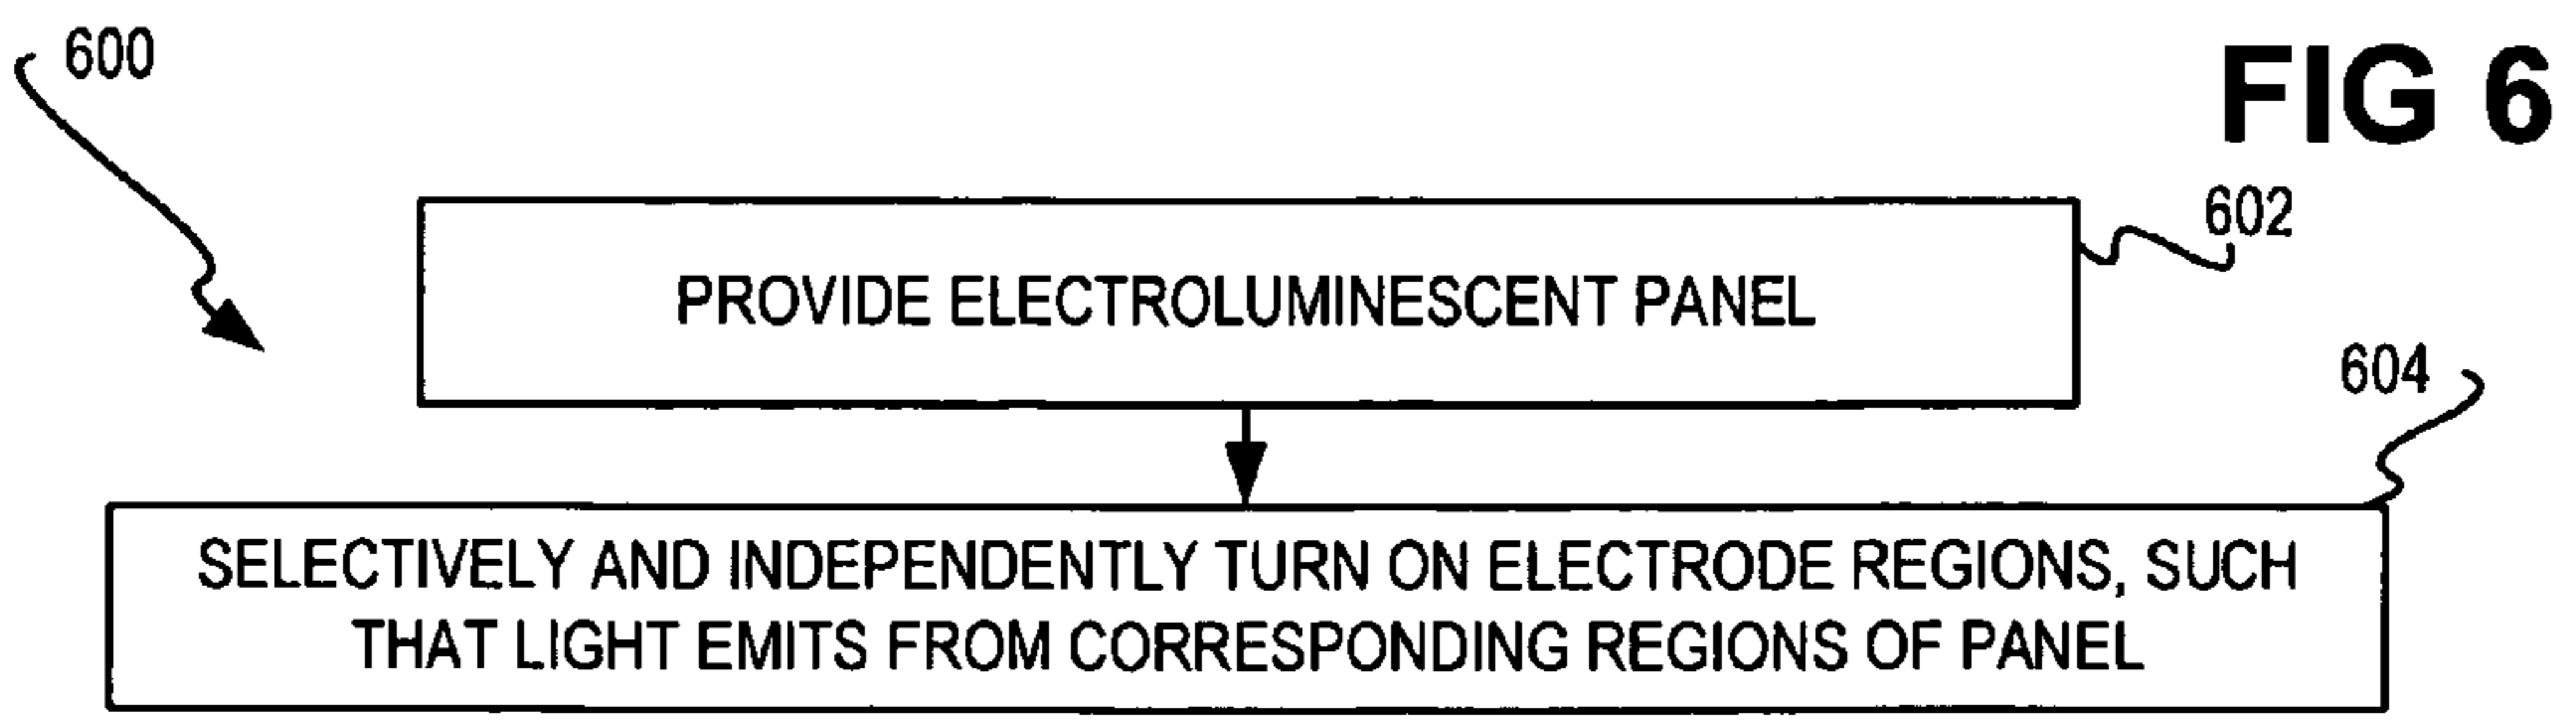 600
FIG 6
602
PROVIDE ELECTROLUMINESCENT PANEL
604
SELECTIVELY AND INDEPENDENTLY TURN ON ELECTRODE REGIONS, SUCH
THAT LIGHT EMITS FROM CORRESPONDING REGIONS OF PANEL